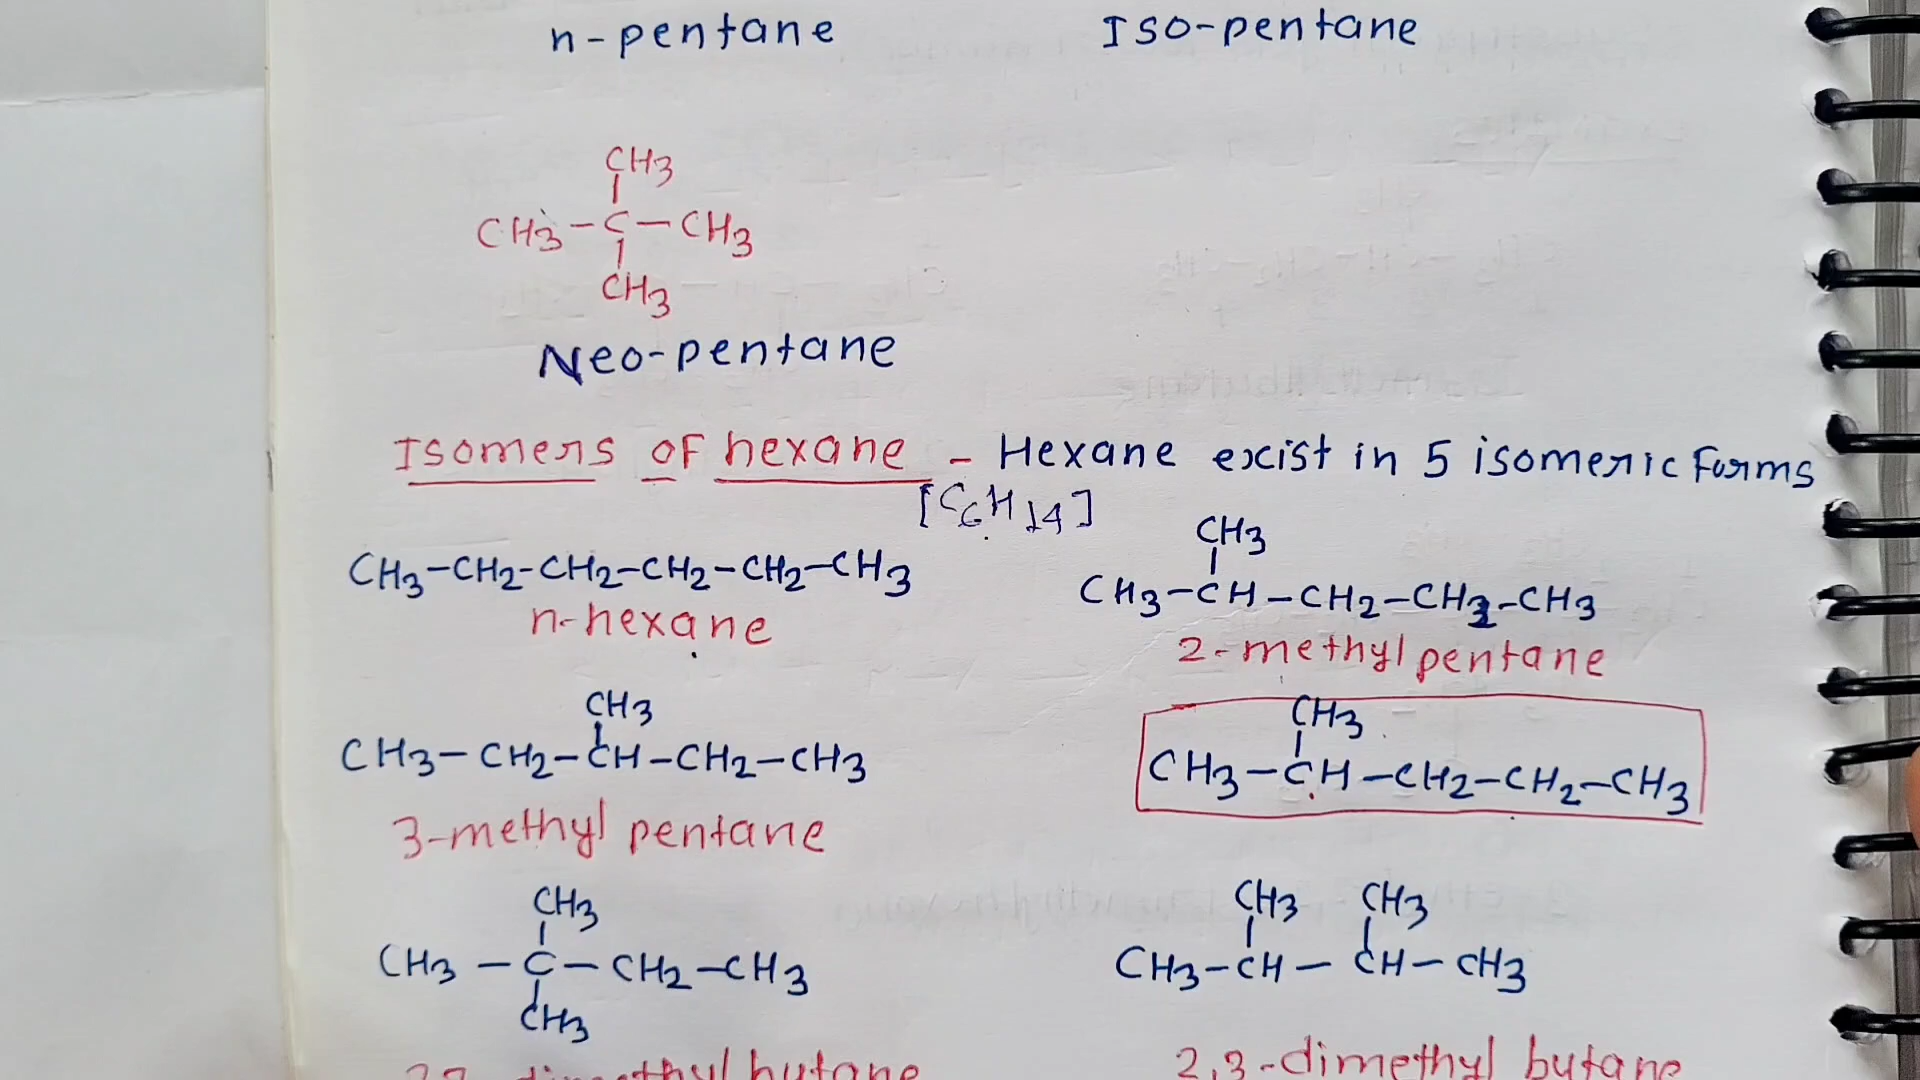 n-pentane
Iso-pentane
CH3
CH3-C-CH3
CH3
Neo-pentane
Isomers of hexane - Hexane exist in 5 isomeric Forms
[C6H14]
CH3-CH2-CH2-CH2-CH2-CH3
n-hexane
CH3
CH3-CH-CH2-CH2-CH3
2-methyl pentane
CH3
CH3-CH2-CH-CH2-CH3
3-methyl pentane
CH3
CH3-CH-CH2-CH2-CH3
CH3
CH3-C-CH2-CH3
CH3
CH3 CH3
CH3-CH-CH-CH3
2,3-dimethyl butane